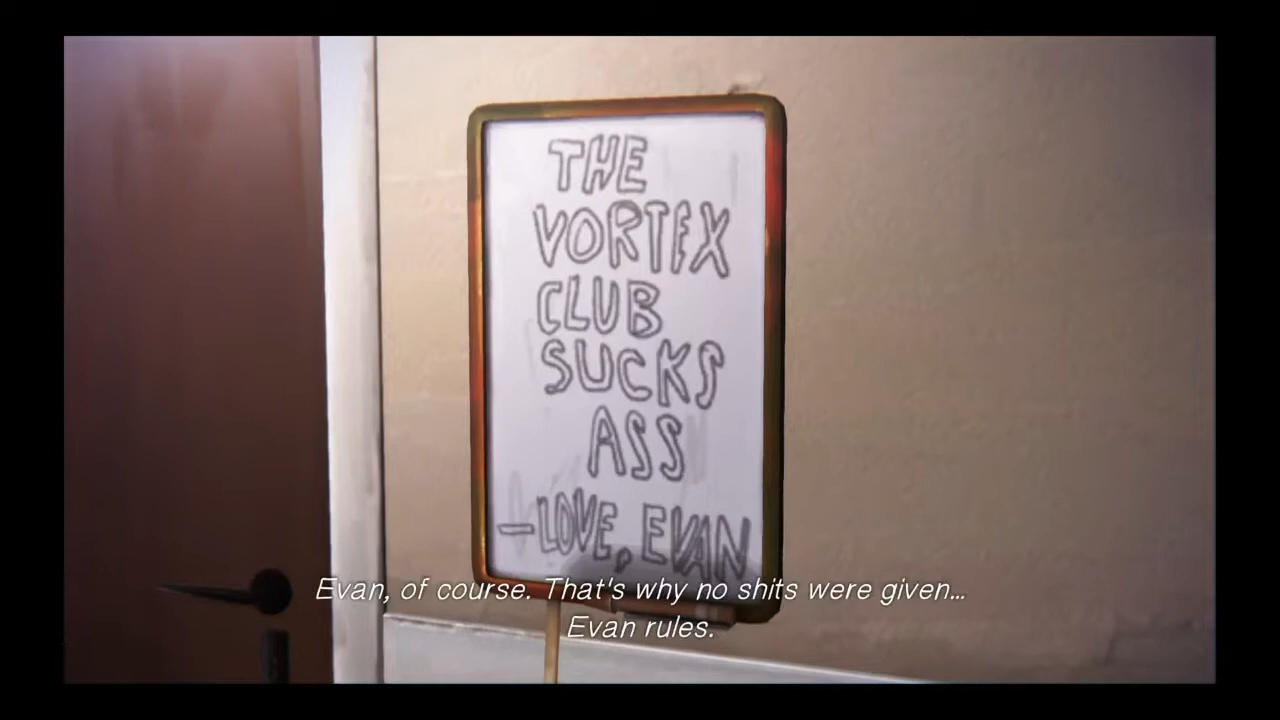 THE
VORTEX
CLUB
SUCKS
ASS
—LOVE, EVAN
Evan, of course. That's why no shits were given...
Evan rules.